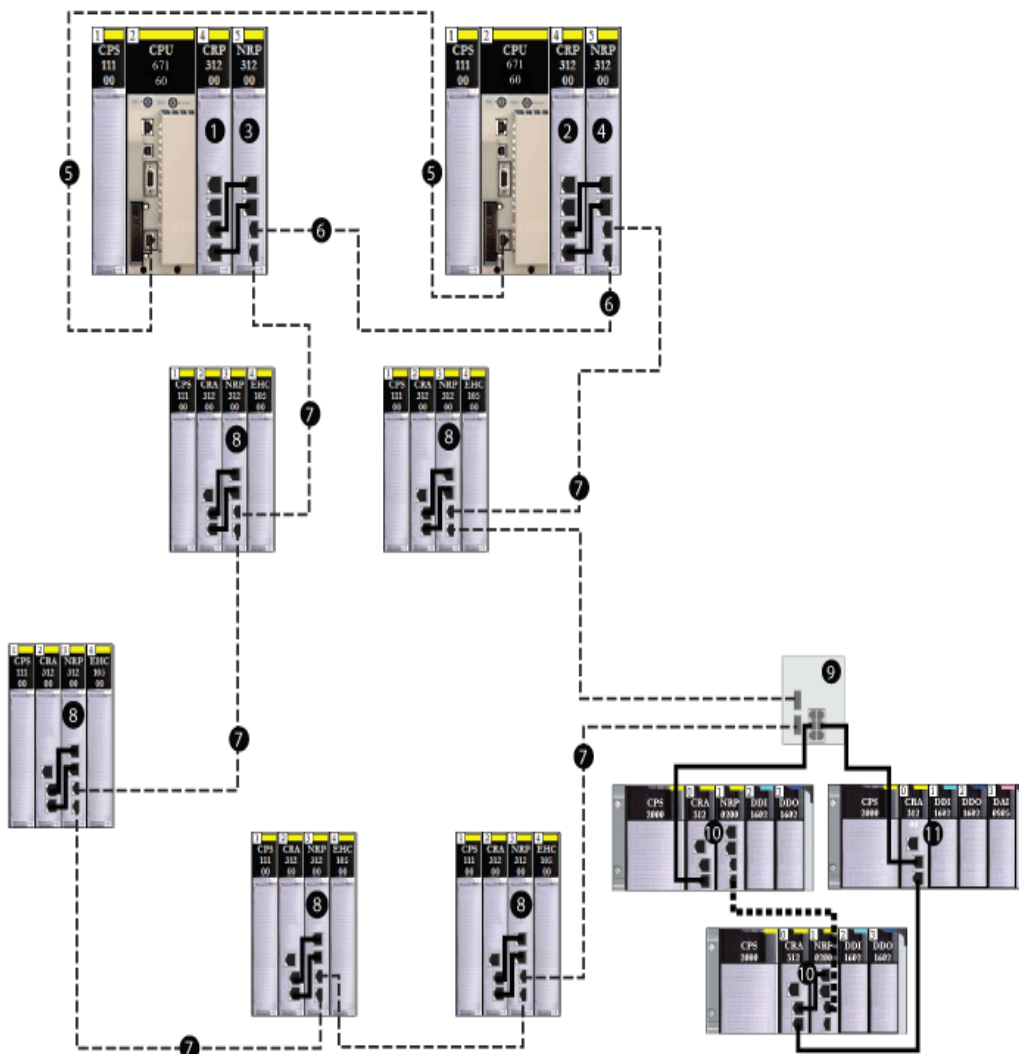 1 2 4 5
CPS CPU CRP NRP
111 671 312 312
00 60 00 00
1 2 4 5
CPS CPU CRP NRP
111 671 312 312
00 60 00 00
1 3
2 4
5
5
6
6
1 2 3 4
CPS CRA NRP EHC
111 312 312 105
00 00 00 00
1 2 3 4
CPS CRA NRP EHC
111 312 312 105
00 00 00 00
7
8
8
7
1 2 3 4
CPS CRA NRP EHC
111 312 312 105
00 00 00 00
9
8
7
7
0 1 2 3
CPS CRA NRP DDI DDO
2000 312 0200 1602 1602
10
0 1 2 3
CPS CRA DDI DDO DAI
2000 312 1602 1602 0505
00
11
1 2 3 4
CPS CRA NRP EHC
111 312 312 105
00 00 00 00
8
1 2 3 4
CPS CRA NRP EHC
111 312 312 105
00 00 00 00
8
0 1 2 3
CPS CRA NRP DDI DDO
2000 312 0200 1602 1602
10
7